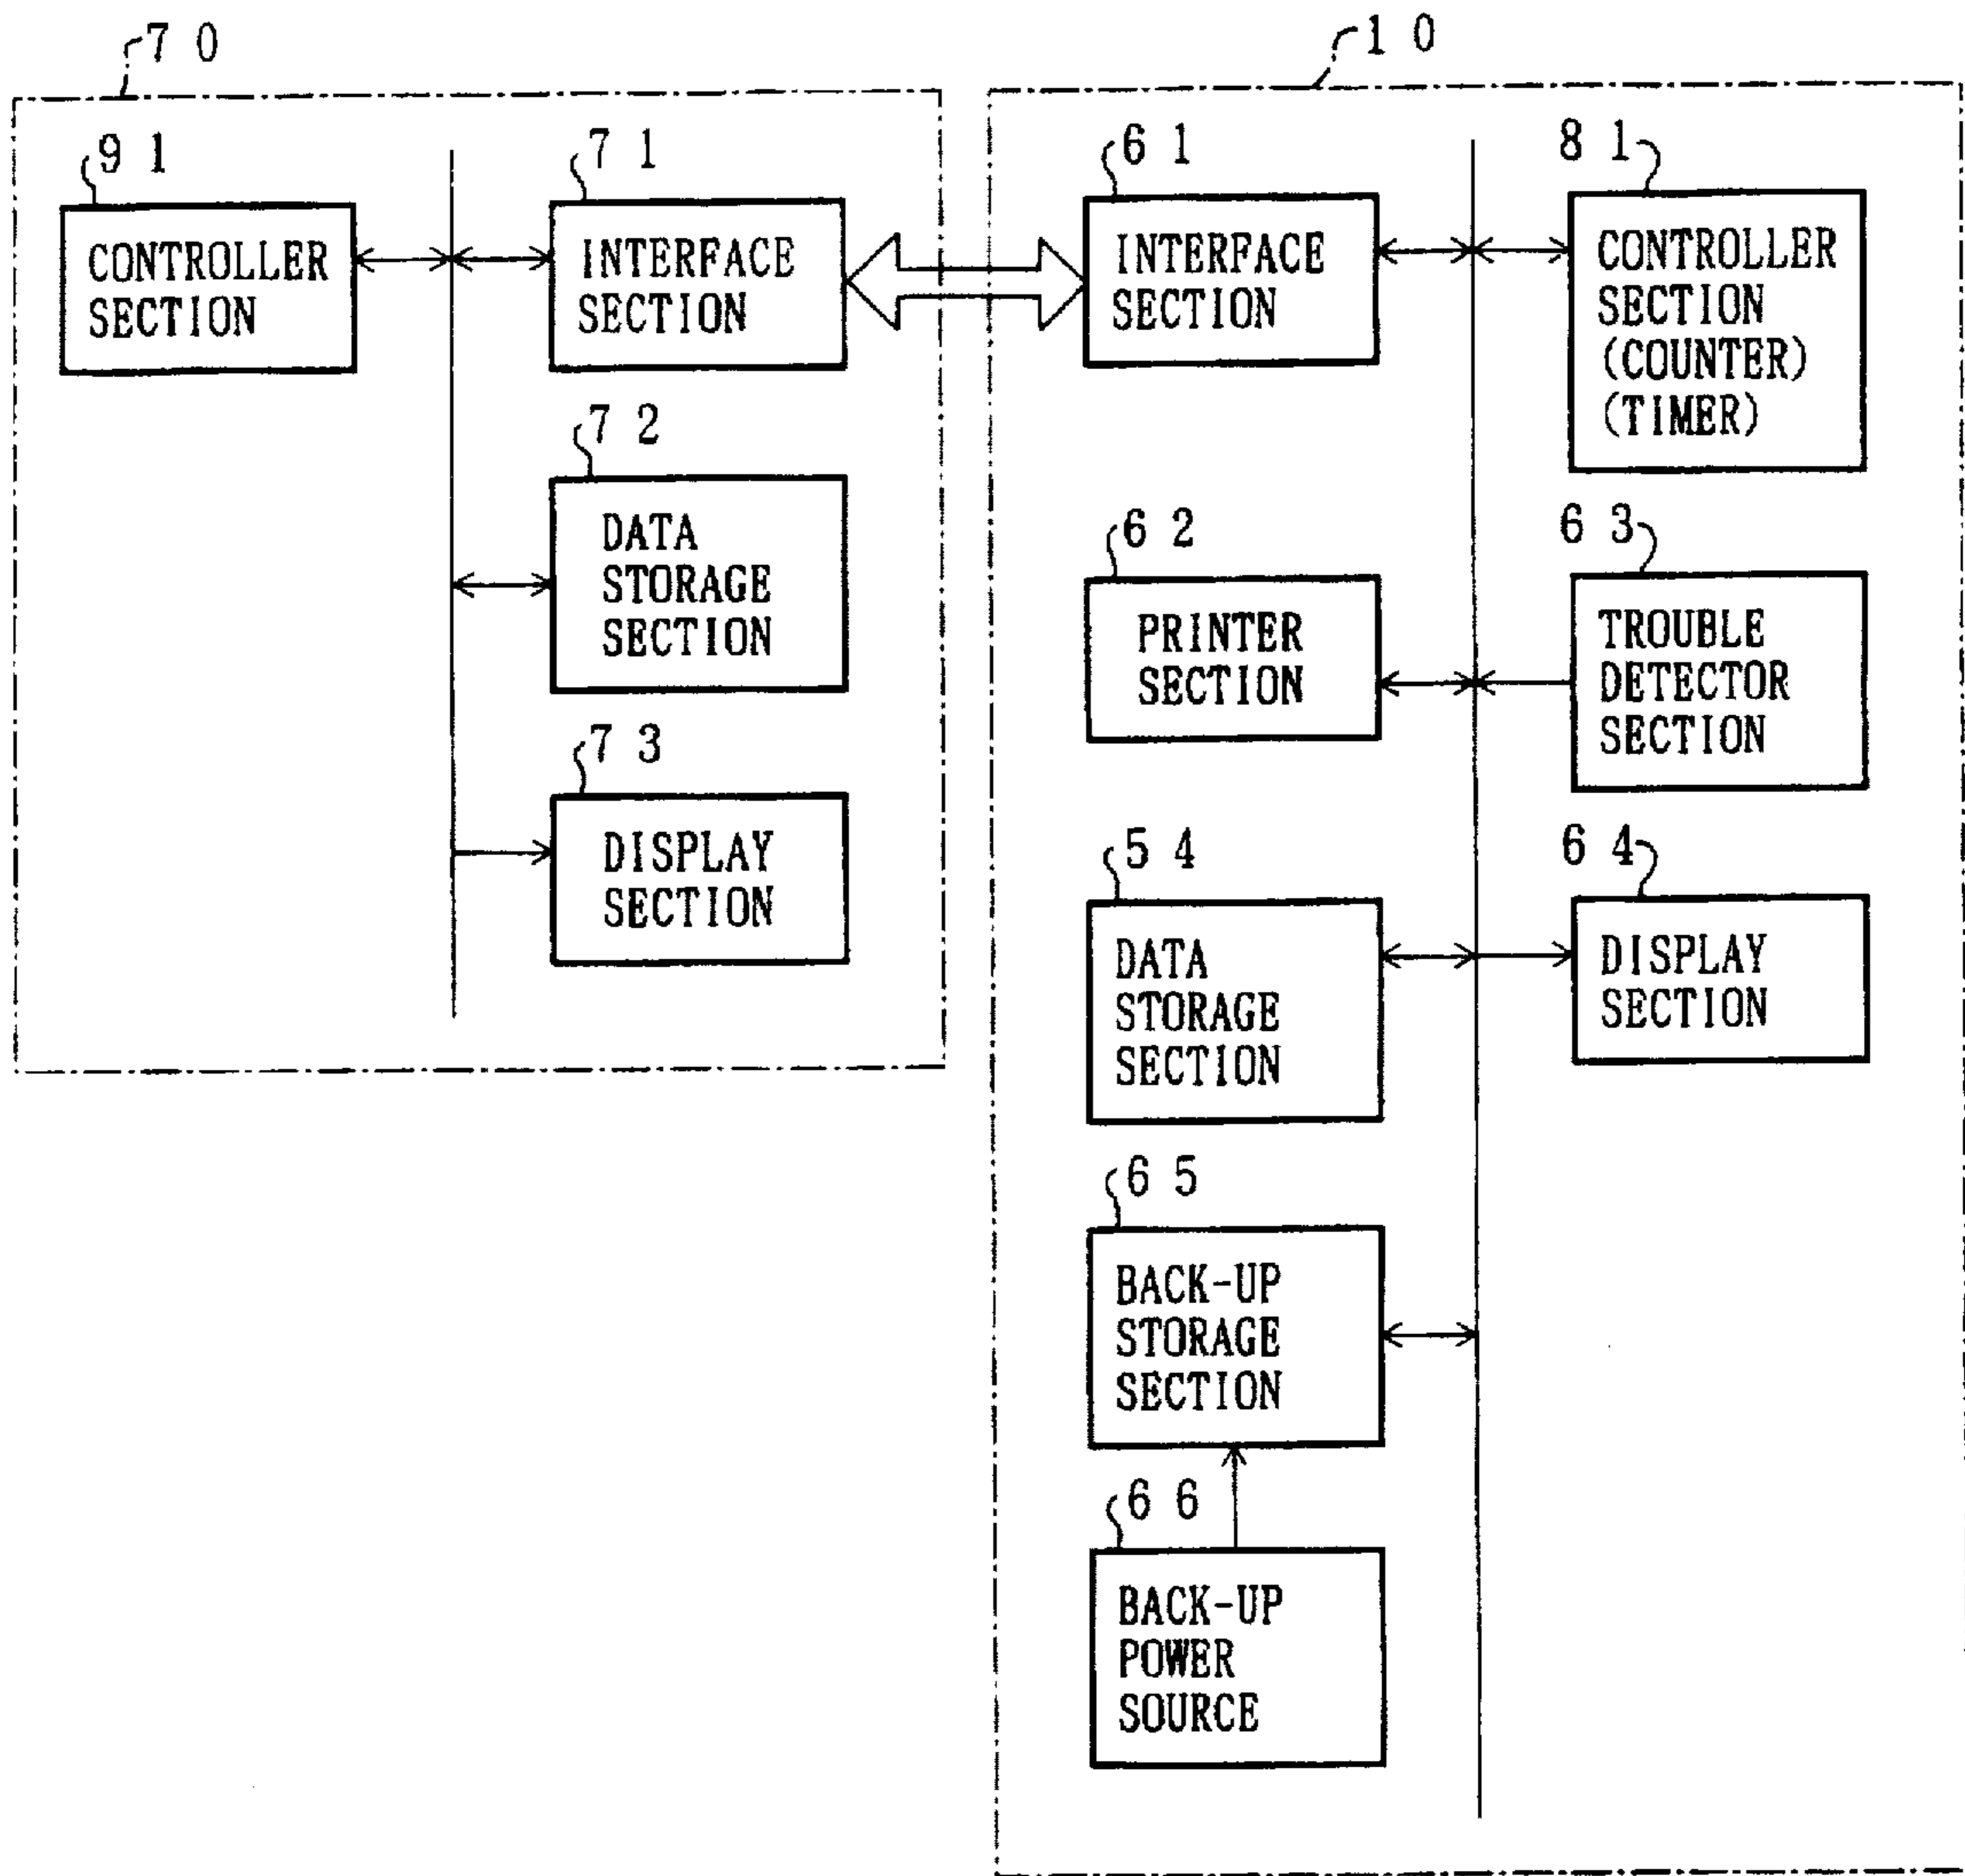 70
91
CONTROLLER
SECTION
71
INTERFACE
SECTION
72
DATA
STORAGE
SECTION
73
DISPLAY
SECTION
10
61
INTERFACE
SECTION
81
CONTROLLER
SECTION
(COUNTER)
(TIMER)
62
PRINTER
SECTION
63
TROUBLE
DETECTOR
SECTION
54
DATA
STORAGE
SECTION
64
DISPLAY
SECTION
65
BACK-UP
STORAGE
SECTION
66
BACK-UP
POWER
SOURCE